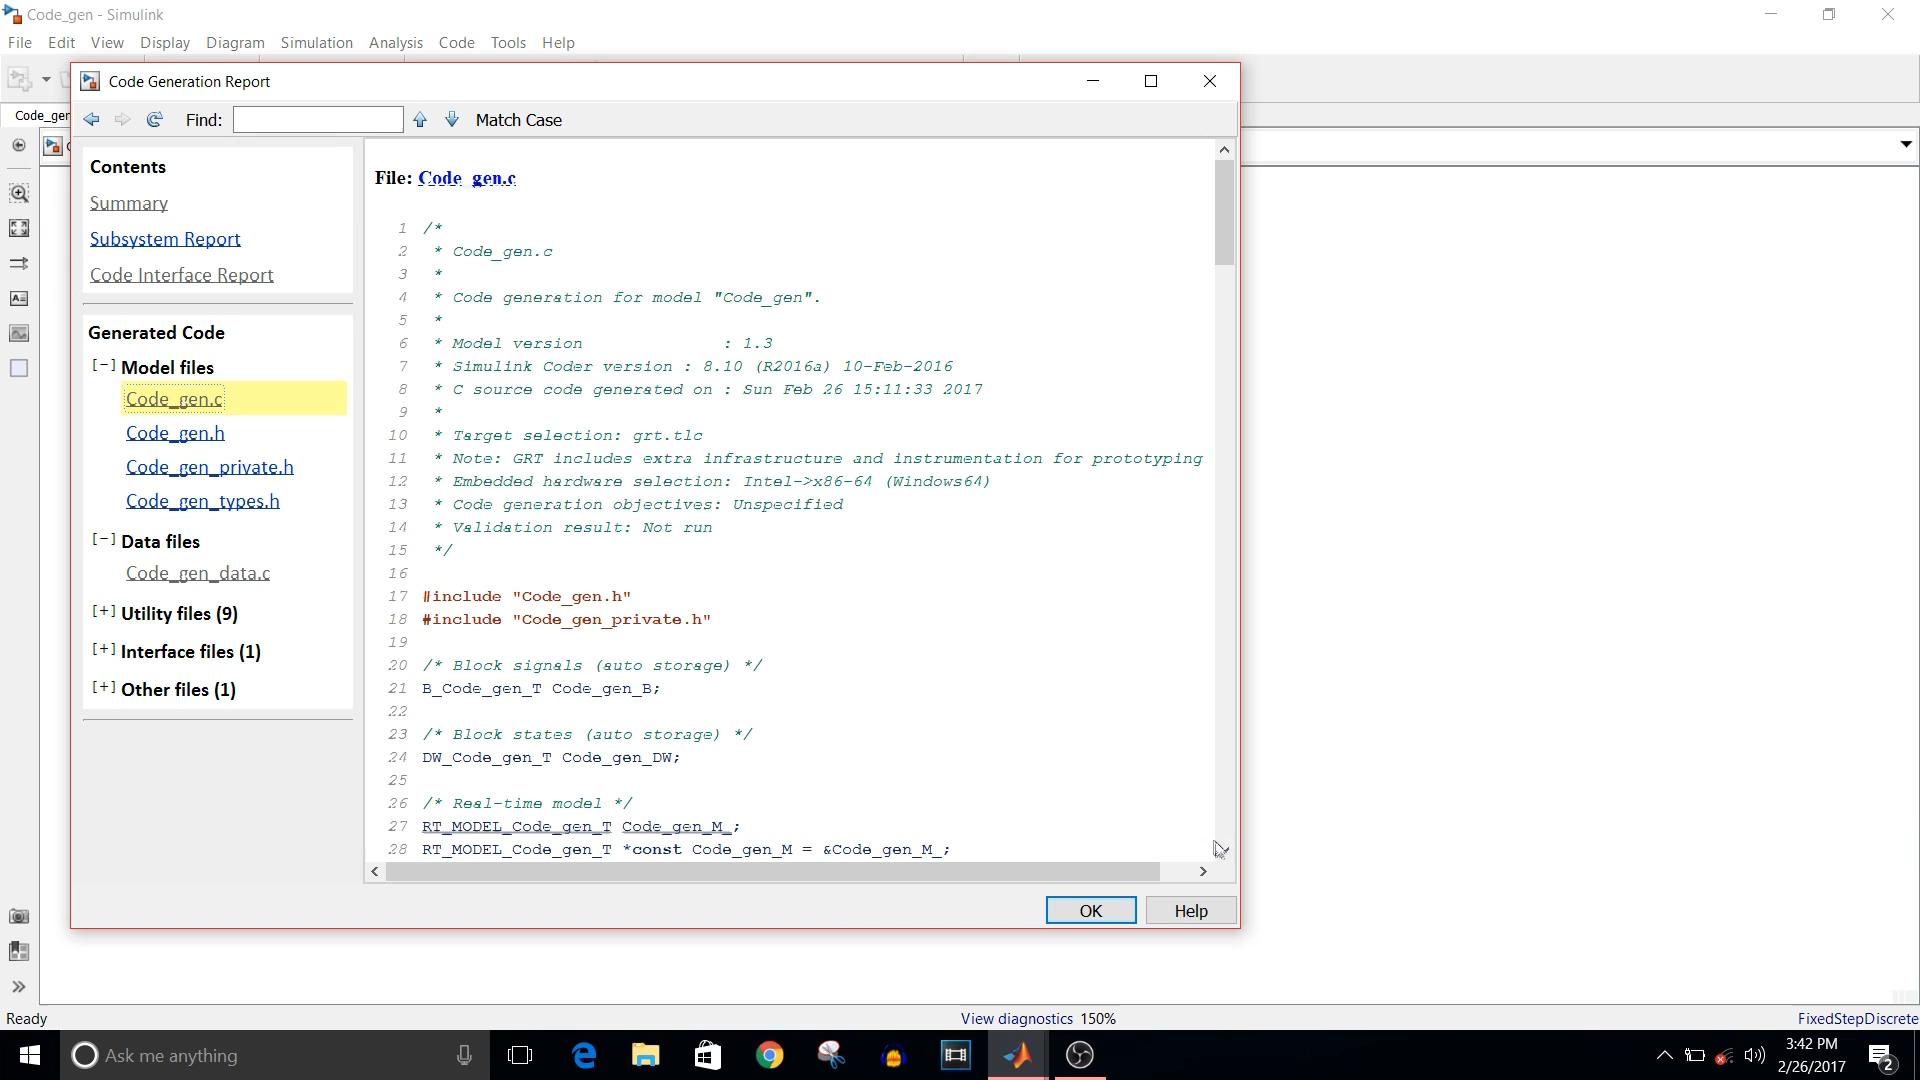 Code_gen - Simulink
File Edit View Display Diagram Simulation Analysis Code Tools Help
Code Generation Report
Find: Match Case
Code_gen
Contents
Summary
Subsystem Report
Code Interface Report
Generated Code
[-] Model files
Code_gen.c
Code_gen.h
Code_gen_private.h
Code_gen_types.h
[-] Data files
Code_gen_data.c
[+] Utility files (9)
[+] Interface files (1)
[+] Other files (1)
File: Code_gen.c
1 /*
2 * Code_gen.c
3 *
4 * Code generation for model "Code_gen".
5 *
6 * Model version : 1.3
7 * Simulink Coder version : 8.10 (R2016a) 10-Feb-2016
8 * C source code generated on : Sun Feb 26 15:11:33 2017
9 *
10 * Target selection: grt.tlc
11 * Note: GRT includes extra infrastructure and instrumentation for prototyping
12 * Embedded hardware selection: Intel->x86-64 (Windows64)
13 * Code generation objectives: Unspecified
14 * Validation result: Not run
15 */
16
17 #include "Code_gen.h"
18 #include "Code_gen_private.h"
19
20 /* Block signals (auto storage) */
21 B_Code_gen_T Code_gen_B;
22
23 /* Block states (auto storage) */
24 DW_Code_gen_T Code_gen_DW;
25
26 /* Real-time model */
27 RT_MODEL_Code_gen_T Code_gen_M_;
28 RT_MODEL_Code_gen_T *const Code_gen_M = &Code_gen_M_;
OK Help
Ready View diagnostics 150% FixedStepDiscrete
Ask me anything
3:42 PM
2/26/2017
2